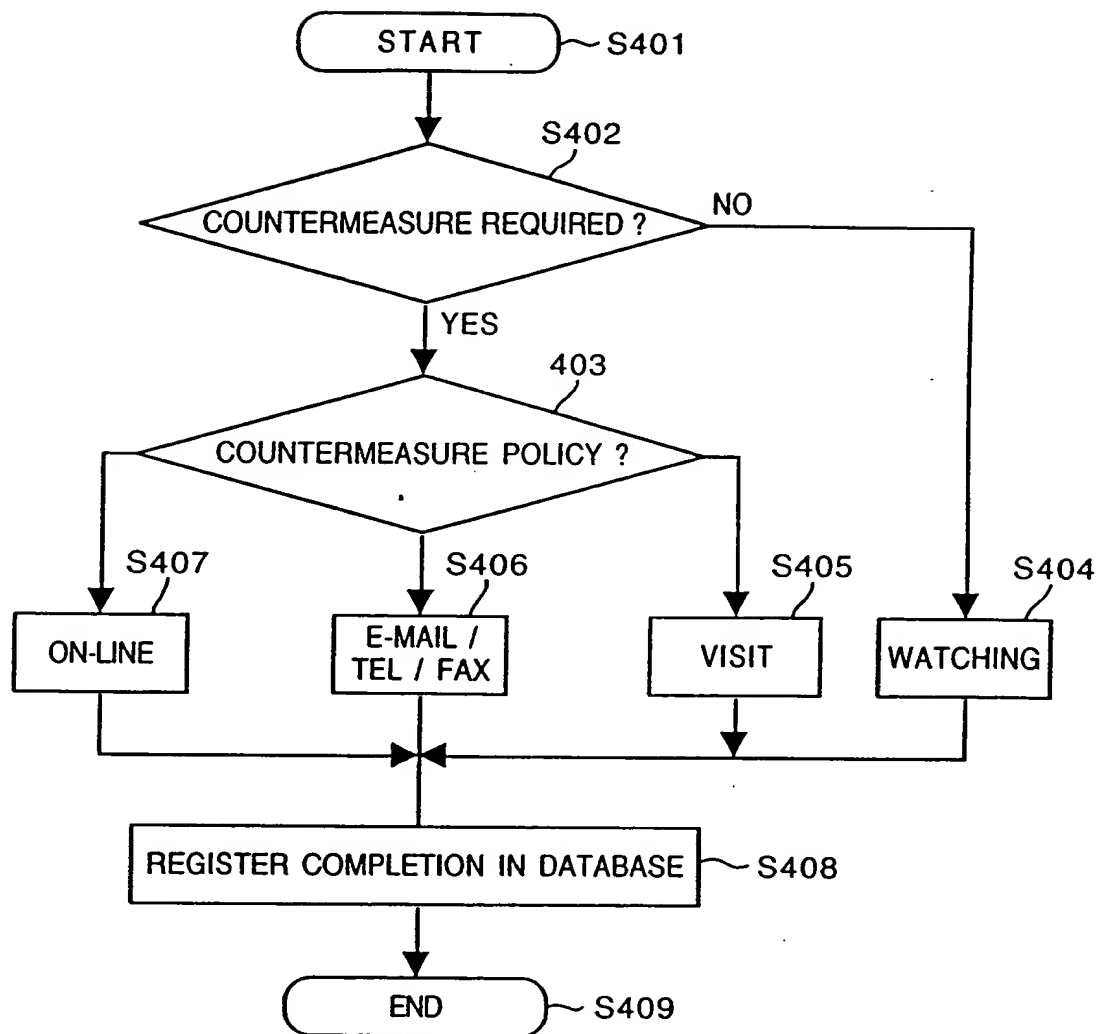 START
S401
S402
COUNTERMEASURE REQUIRED ?
NO
YES
403
COUNTERMEASURE POLICY ?
S407
S406
S405
S404
ON-LINE
E-MAIL /
TEL / FAX
VISIT
WATCHING
REGISTER COMPLETION IN DATABASE
S408
END
S409